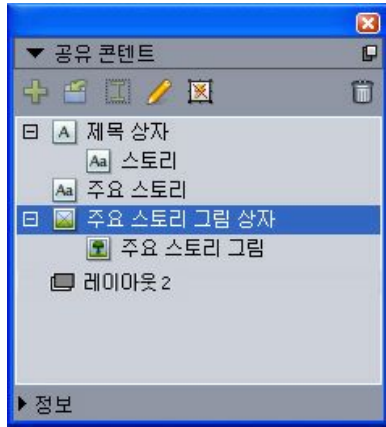 공유 콘텐트
제목 상자
스토리
주요 스토리
주요 스토리 그림 상자
주요 스토리 그림
레이아웃 2
정보